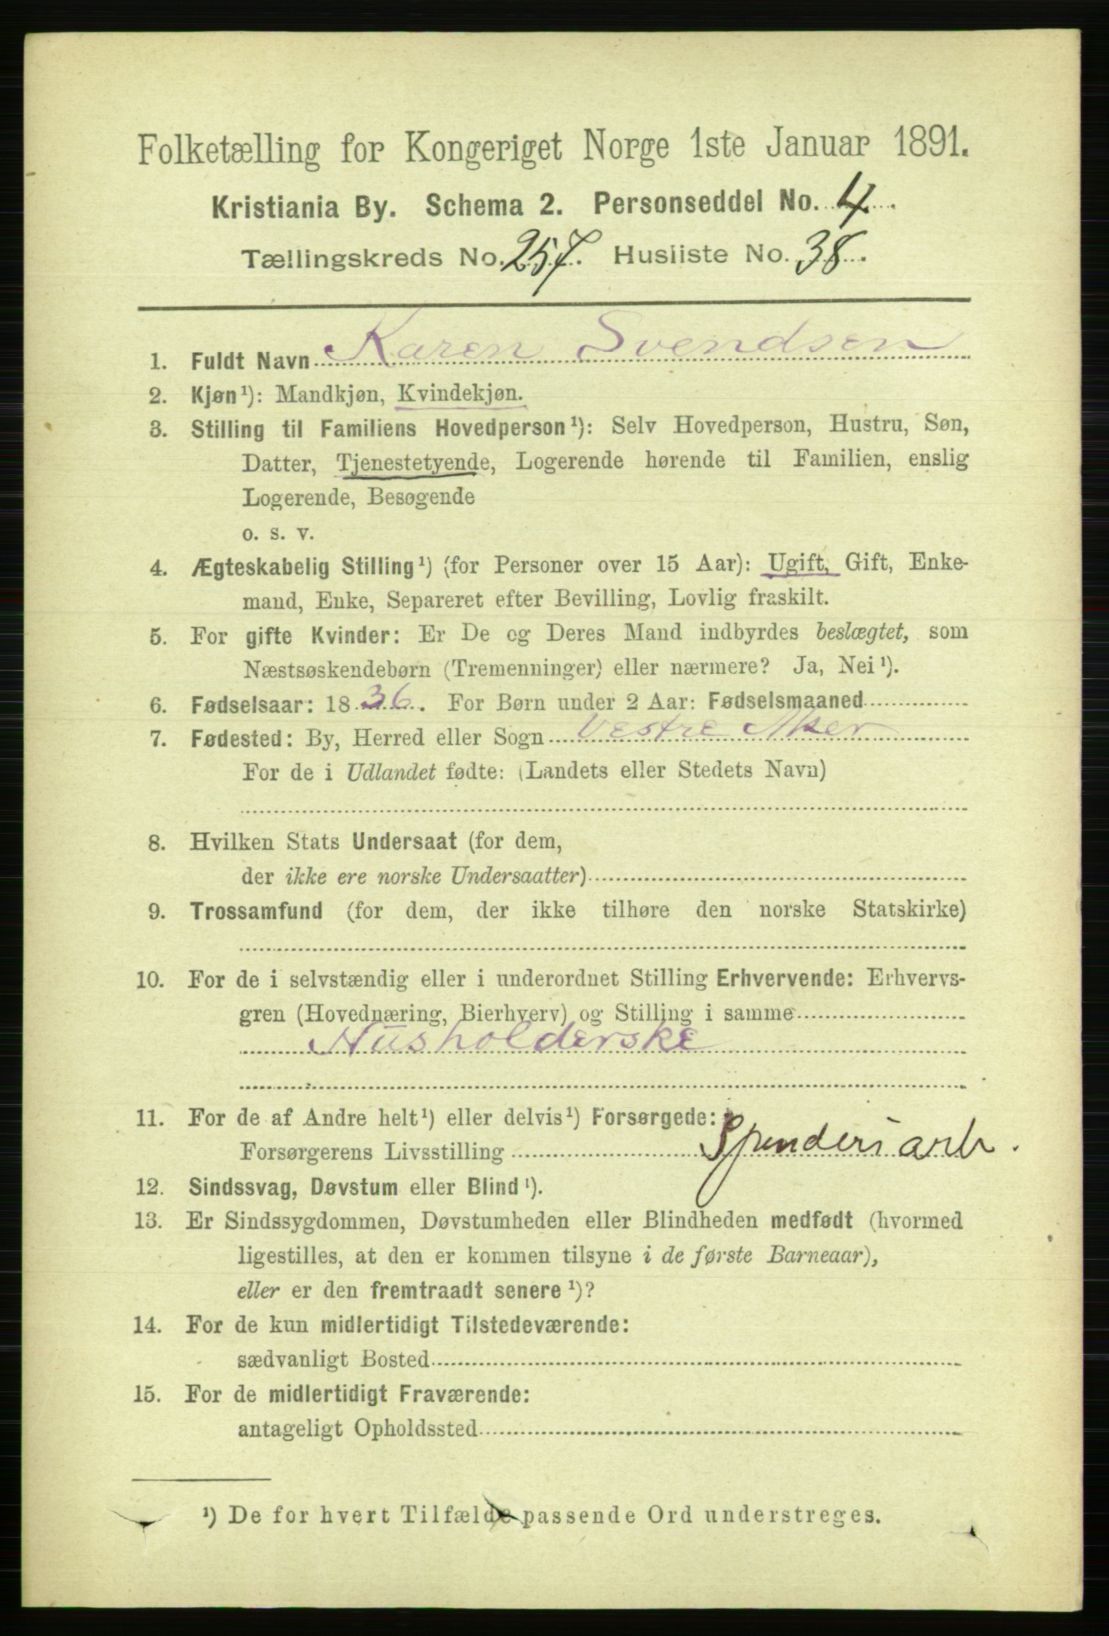 Folketælling for Kongeriget Norge 1ste Januar 1891.
Kristiania By. Schema 2. Personseddel No. 4.
Tællingskreds No. 257. Husliste No. 38.
1. Fuldt Navn Karen Svendsen
2. Kjøn¹): Mandkjøn, Kvindekjøn.
3. Stilling til Familiens Hovedperson¹): Selv Hovedperson, Hustru, Søn,
Datter, Tjenestetyende, Logerende hørende til Familien, enslig
Logerende, Besøgende
o. s. v.
4. Ægteskabelig Stilling¹) (for Personer over 15 Aar): Ugift, Gift, Enke-
mand, Enke, Separeret efter Bevilling, Lovlig fraskilt.
5. For gifte Kvinder: Er De og Deres Mand indbyrdes beslægtet, som
Næstsøskendebørn (Tremenninger) eller nærmere? Ja, Nei¹).
6. Fødselsaar: 1836. For Børn under 2 Aar: Fødselsmaaned
7. Fødested: By, Herred eller Sogn Vestre Aker
For de i Udlandet fødte: (Landets eller Stedets Navn)
8. Hvilken Stats Undersaat (for dem,
der ikke ere norske Undersaatter)
9. Trossamfund (for dem, der ikke tilhøre den norske Statskirke)
10. For de i selvstændig eller i underordnet Stilling Erhvervende: Erhvervs-
gren (Hovednæring, Bierhverv) og Stilling i samme
Husholderske
11. For de af Andre helt¹) eller delvis¹) Forsørgede:
Forsørgerens Livsstilling Spinderiarb.
12. Sindssvag, Døvstum eller Blind¹).
13. Er Sindssygdommen, Døvstumheden eller Blindheden medfødt (hvormed
ligestilles, at den er kommen tilsyne i de første Barneaar),
eller er den fremtraadt senere¹)?
14. For de kun midlertidigt Tilstedeværende:
sædvanligt Bosted
15. For de midlertidigt Fraværende:
antageligt Opholdssted
¹) De for hvert Tilfælde passende Ord understreges.